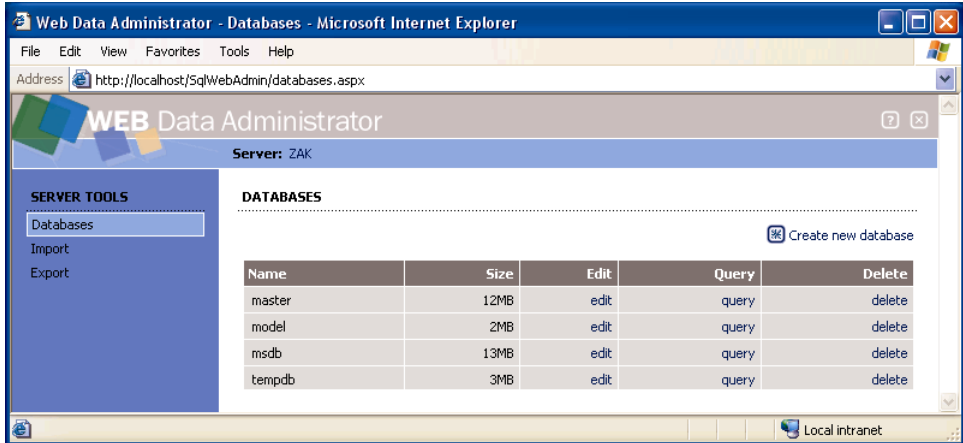 Web Data Administrator - Databases - Microsoft Internet Explorer
File Edit View Favorites Tools Help
Address http://localhost/SqlWebAdmin/databases.aspx
WEB Data Administrator
Server: ZAK
SERVER TOOLS
Databases
Import
Export
DATABASES
Create new database
Name Size Edit Query Delete
master 12MB edit query delete
model 2MB edit query delete
msdb 13MB edit query delete
tempdb 3MB edit query delete
Local intranet